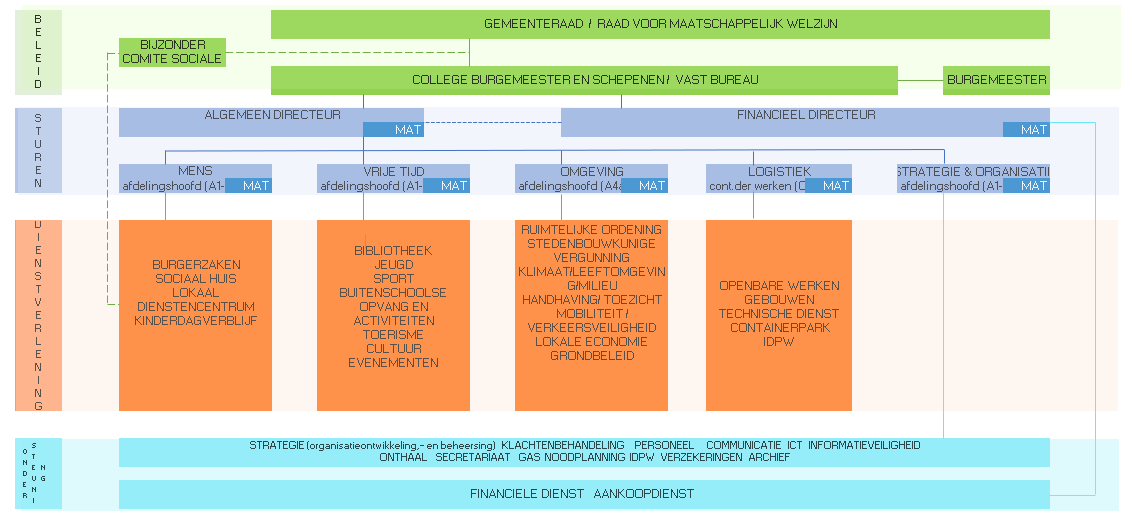 BELEID
GEMEENTERAAD / RAAD VOOR MAATSCHAPPELIJK WELZIJN
BIJZONDER
COMITE SOCIALE
COLLEGE BURGEMEESTER EN SCHEPENEN/ VAST BUREAU
BURGEMEESTER
STUREN
ALGEMEEN DIRECTEUR
MAT
FINANCIEEL DIRECTEUR
MAT
MENS
afdelingshoofd (A1-
MAT
VRIJE TIJD
afdelingshoofd (A1-
MAT
OMGEVING
afdelingshoofd (A4a
MAT
LOGISTIEK
cont.der werken (C
MAT
STRATEGIE & ORGANISATIE
afdelingshoofd (A1-
MAT
DIENSTVERLENING
BURGERZAKEN
SOCIAAL HUIS
LOKAAL
DIENSTENCENTRUM
KINDERDAGVERBLIJF
BIBLIOTHEEK
JEUGD
SPORT
BUITENSCHOOLSE
OPVANG EN
ACTIVITEITEN
TOERISME
CULTUUR
EVENEMENTEN
RUIMTELIJKE ORDENING
STEDENBOUWKUNIGE
VERGUNNING
KLIMAAT/LEEFTOMGEVIN
G/MILIEU
HANDHAVING/ TOEZICHT
MOBILITEIT /
VERKEERSVEILIGHEID
LOKALE ECONOMIE
GRONDBELEID
OPENBARE WERKEN
GEBOUWEN
TECHNISCHE DIENST
CONTAINERPARK
IDPW
ONDER
STEUNI
NG
STRATEGIE (organisatieontwikkeling,- en beheersing) KLACHTENBEHANDELING PERSONEEL COMMUNICATIE ICT INFORMATIEVEILIGHEID
ONTHAAL SECRETARIAAT GAS NOODPLANNING IDPW VERZEKERINGEN ARCHIEF
FINANCIELE DIENST AANKOOPDIENST